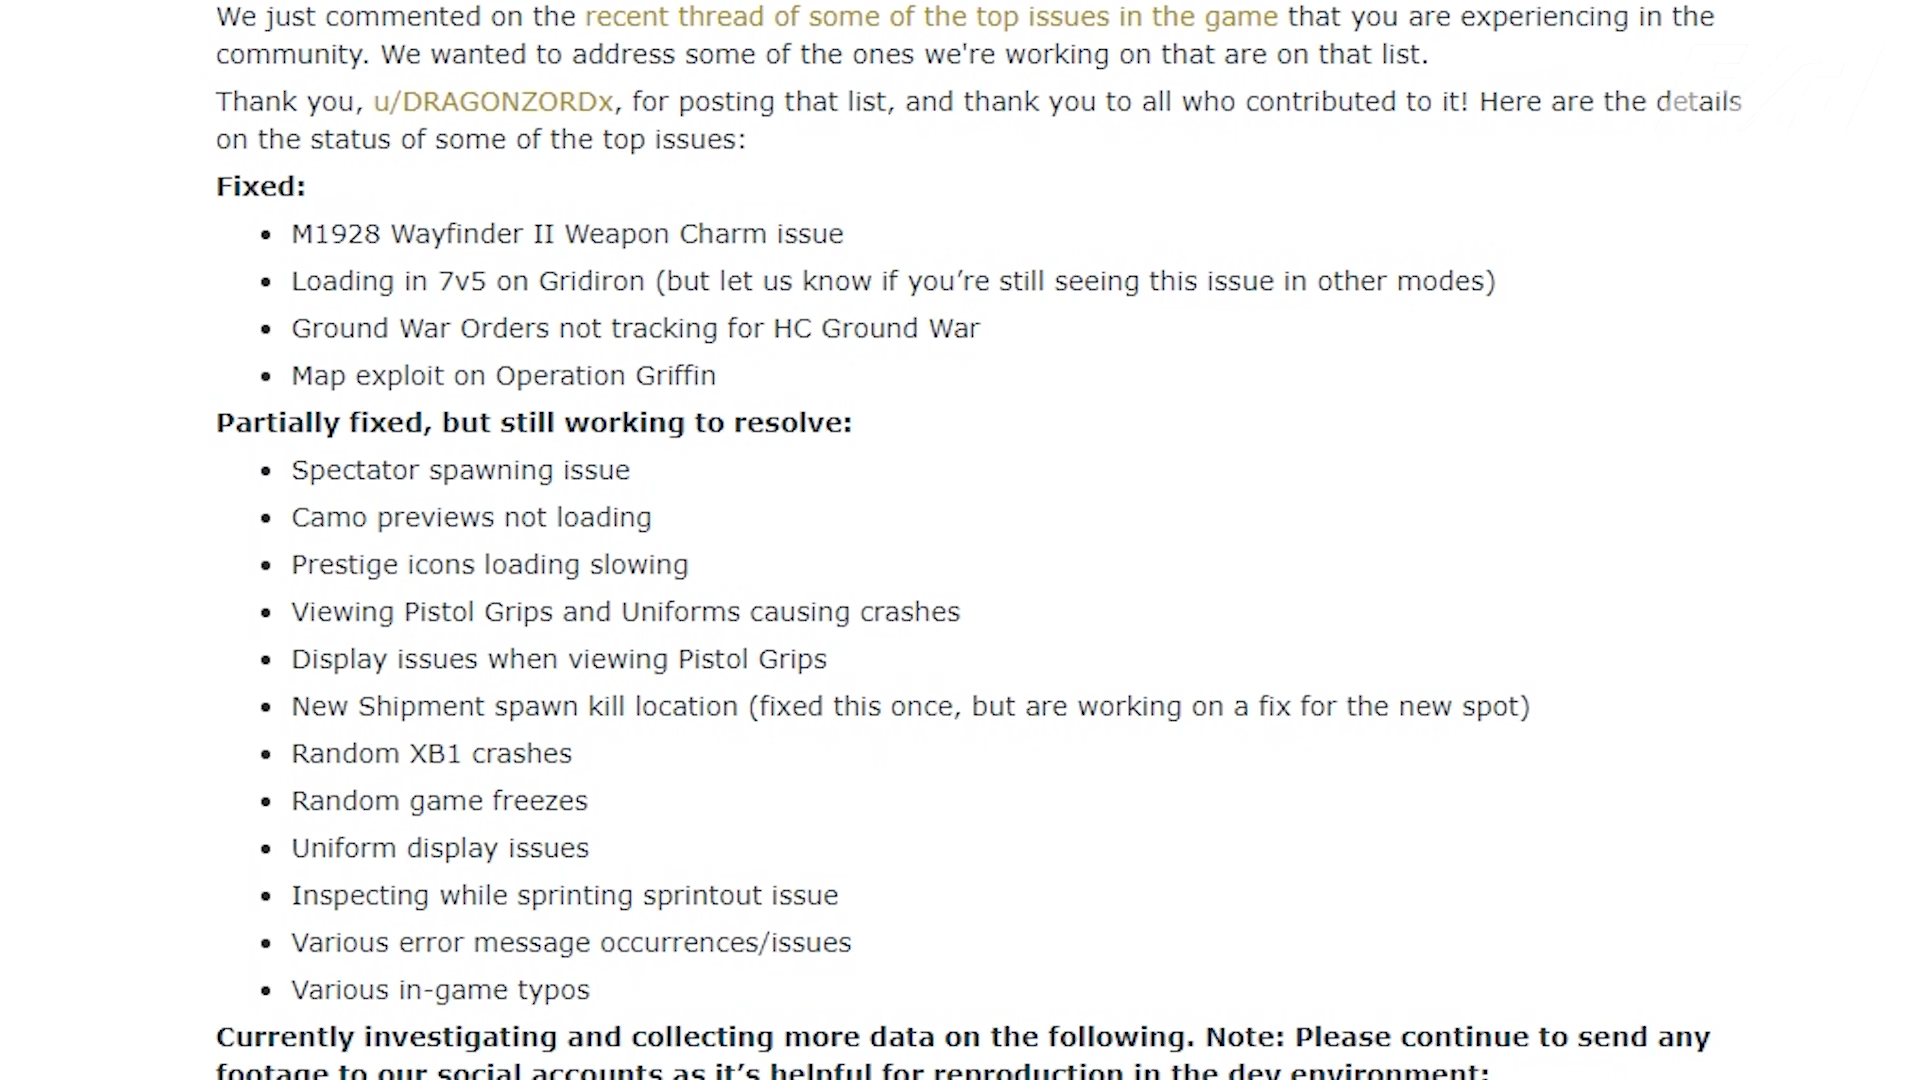 We just commented on the recent thread of some of the top issues in the game that you are experiencing in the
community. We wanted to address some of the ones we're working on that are on that list.
Thank you, u/DRAGONZORDx, for posting that list, and thank you to all who contributed to it! Here are the details
on the status of some of the top issues:
Fixed:
• M1928 Wayfinder II Weapon Charm issue
• Loading in 7v5 on Gridiron (but let us know if you’re still seeing this issue in other modes)
• Ground War Orders not tracking for HC Ground War
• Map exploit on Operation Griffin
Partially fixed, but still working to resolve:
• Spectator spawning issue
• Camo previews not loading
• Prestige icons loading slowing
• Viewing Pistol Grips and Uniforms causing crashes
• Display issues when viewing Pistol Grips
• New Shipment spawn kill location (fixed this once, but are working on a fix for the new spot)
• Random XB1 crashes
• Random game freezes
• Uniform display issues
• Inspecting while sprinting sprintout issue
• Various error message occurrences/issues
• Various in-game typos
Currently investigating and collecting more data on the following. Note: Please continue to send any
footage to our social accounts as it’s helpful for reproduction in the dev environment: